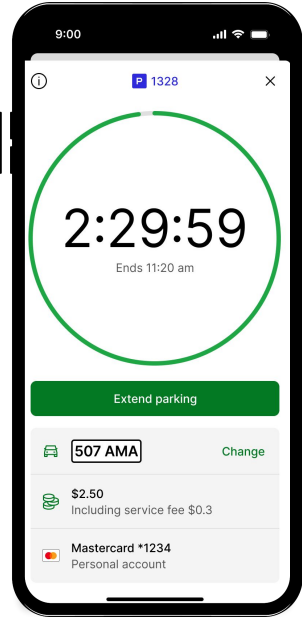 9:00
P 1328
2:29:59
Ends 11:20 am
Extend parking
507 AMA Change
$2.50
Including service fee $0.3
Mastercard *1234
Personal account